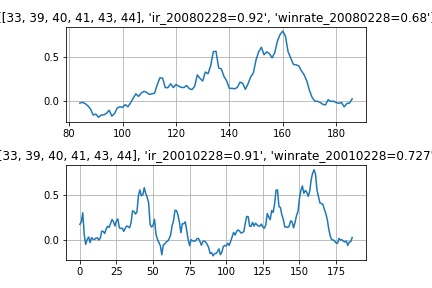 [33, 39, 40, 41, 43, 44], 'ir_20080228=0.92', 'winrate_20080228=0.68'
0.5
0.0
80 100 120 140 160 180
[33, 39, 40, 41, 43, 44], 'ir_20010228=0.91', 'winrate_20010228=0.727'
0.5
0.0
0 25 50 75 100 125 150 175